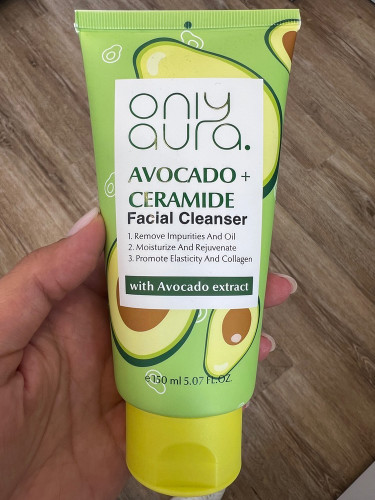 only
aura.
AVOCADO +
CERAMIDE
Facial Cleanser
1. Remove Impurities And Oil
2. Moisturize And Rejuvenate
3. Promote Elasticity And Collagen
with Avocado extract
℮150 ml 5.07 FL.OZ.